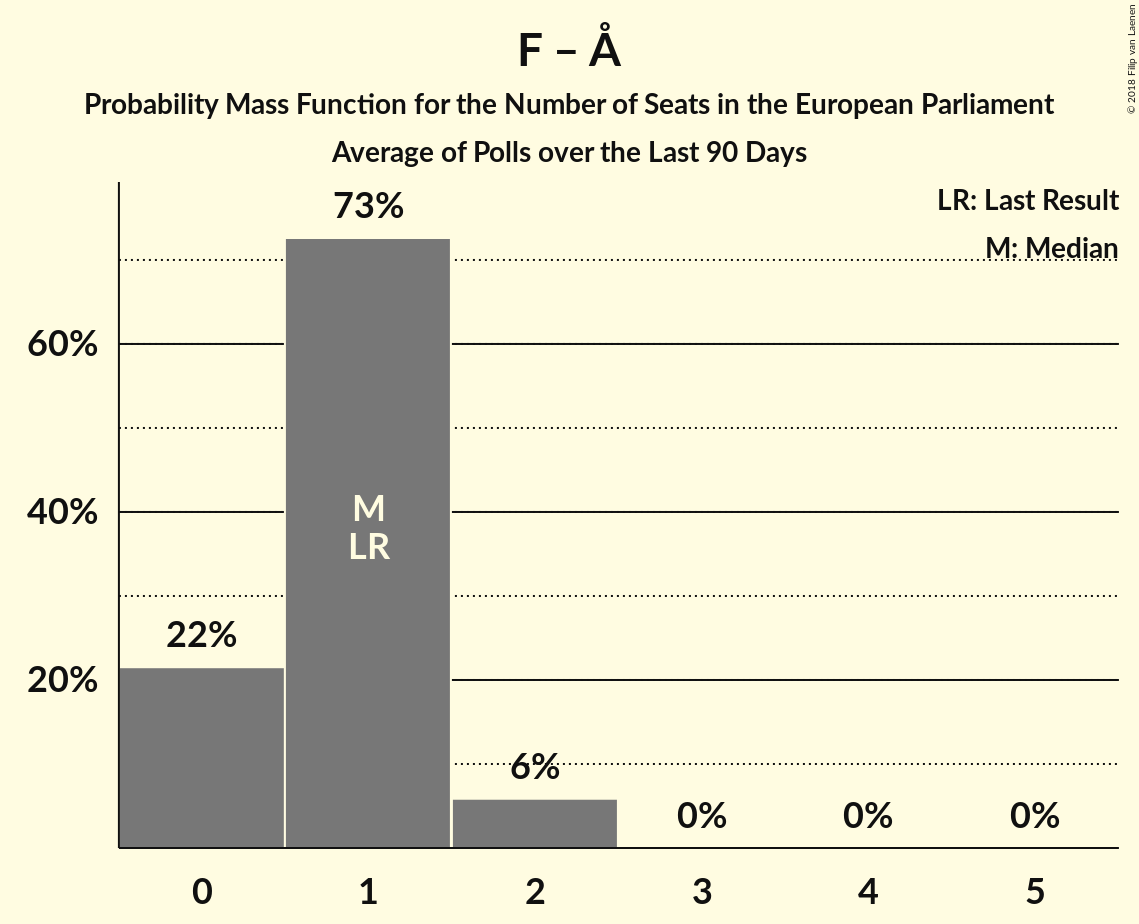 F – Å
Probability Mass Function for the Number of Seats in the European Parliament
Average of Polls over the Last 90 Days
© 2018 Filip van Laenen
LR: Last Result
M: Median
73%
60%
M
40%
LR
22%
20%
6%
0%
0%
0%
0
1
2
3
4
5